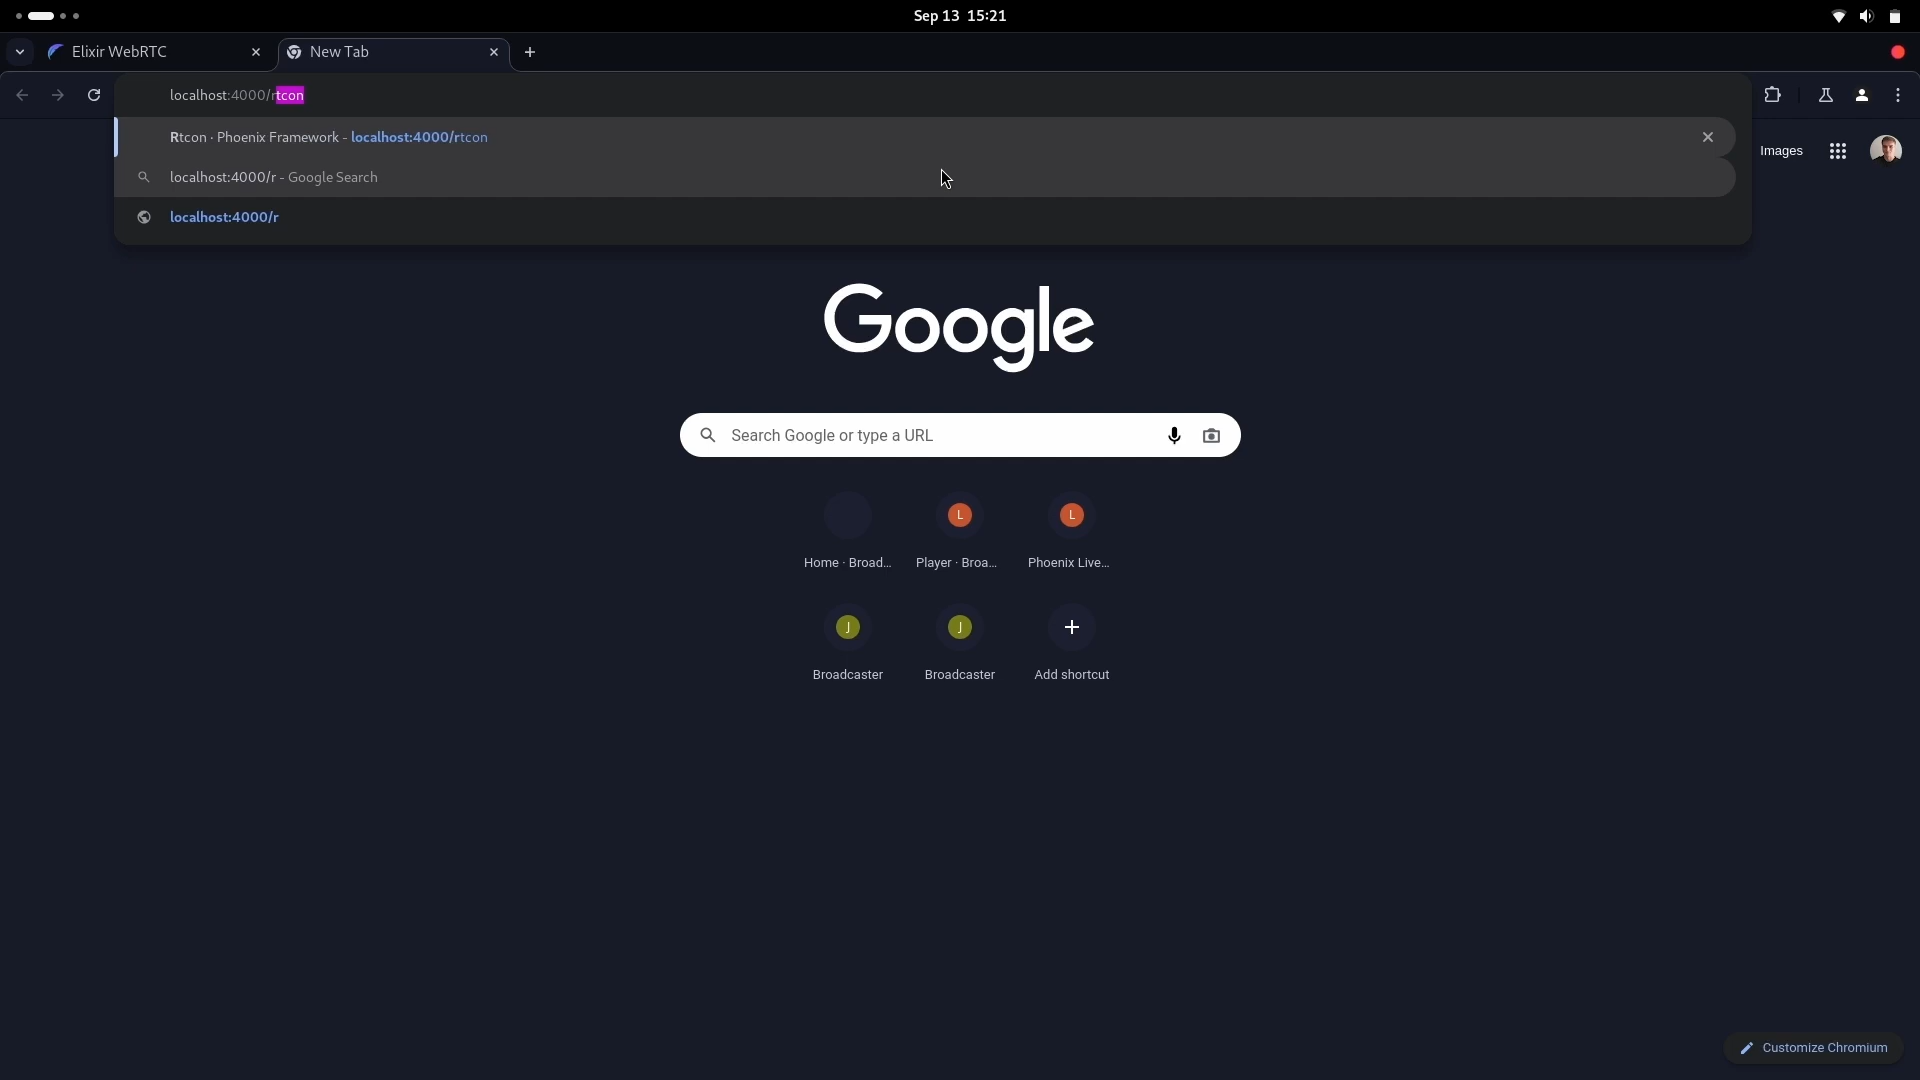 Sep 13 15:21
Elixir WebRTC
New Tab
localhost:4000/rtcon
Rtcon · Phoenix Framework - localhost:4000/rtcon
localhost:4000/r - Google Search
localhost:4000/r
Images
Google
Search Google or type a URL
L
L
Home · Broad...
Player · Broa...
Phoenix Live...
J
J
Broadcaster
Broadcaster
Add shortcut
Customize Chromium